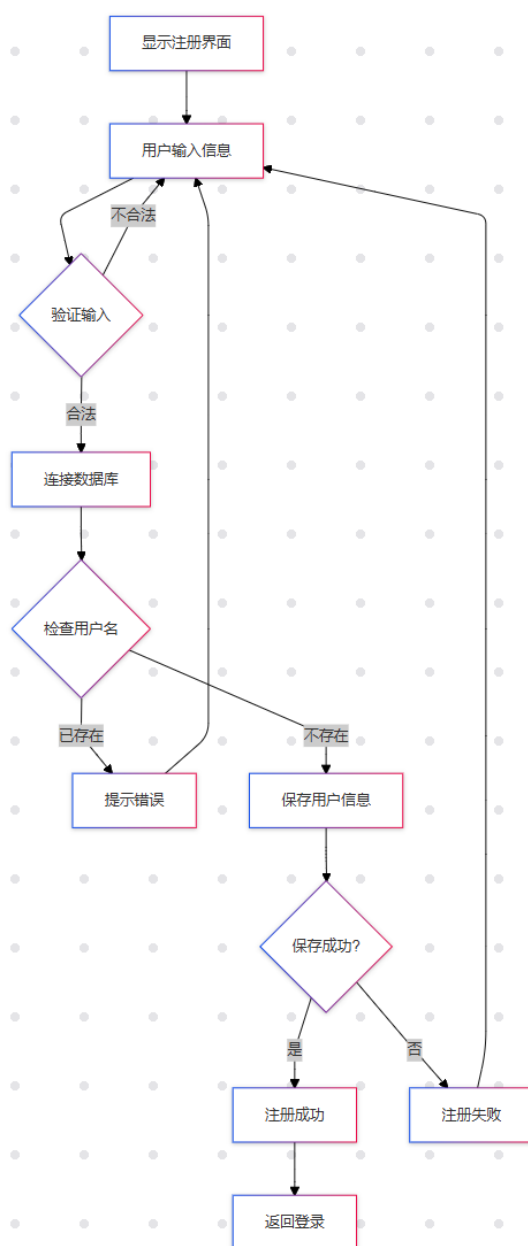 显示注册界面
用户输入信息
不合法
验证输入
合法
连接数据库
检查用户名
已存在
不存在
提示错误
保存用户信息
保存成功?
是
否
注册成功
注册失败
返回登录